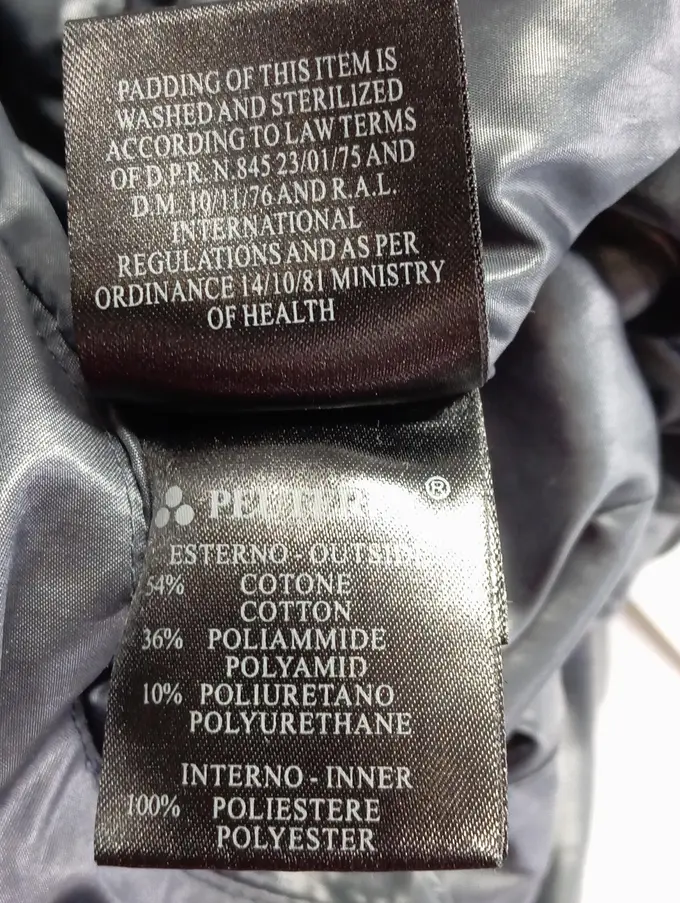 PADDING OF THIS ITEM IS
WASHED AND STERILIZED
ACCORDING TO LAW TERMS
OF D.P.R. N.845 23/01/75 AND
D.M. 10/11/76 AND R.A.L.
INTERNATIONAL
REGULATIONS AND AS PER
ORDINANCE 14/10/81 MINISTRY
OF HEALTH
®
ESTERNO - OUTSIDE
54% COTONE
COTTON
36% POLIAMMIDE
POLYAMID
10% POLIURETANO
POLYURETHANE
INTERNO - INNER
100% POLIESTERE
POLYESTER